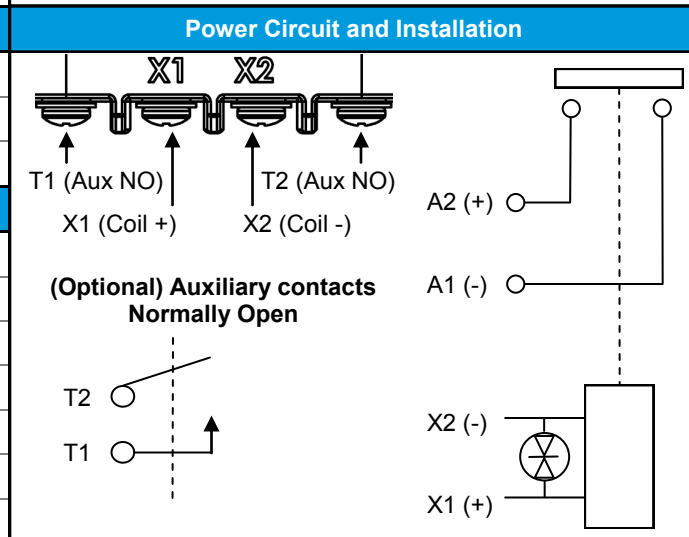 Power Circuit and Installation
X1 X2
T1 (Aux NO) T2 (Aux NO)
X1 (Coil +) X2 (Coil -)
(Optional) Auxiliary contacts
Normally Open
T2
T1
A2 (+)
A1 (-)
X2 (-)
X1 (+)